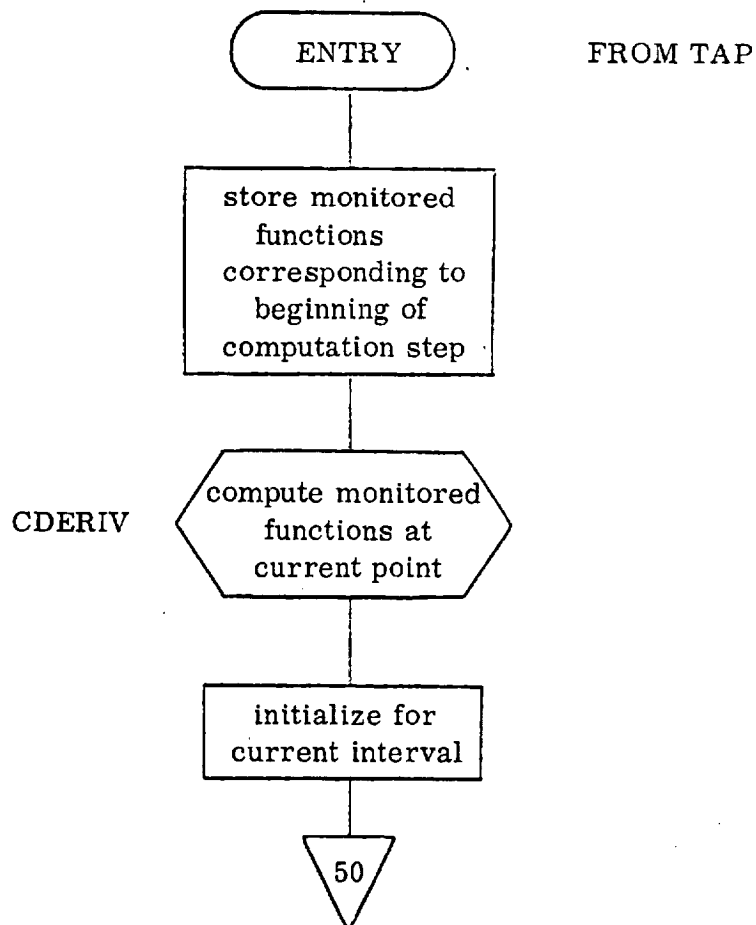 ENTRY
FROM TAP
store monitored
functions
corresponding to
beginning of
computation step
CDERIV
compute monitored
functions at
current point
initialize for
current interval
50